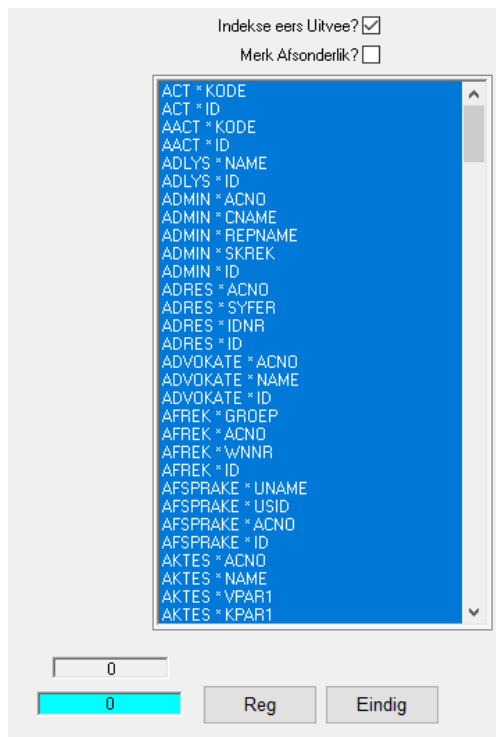 Indekse eers Uitvee?
Merk Afsonderlik?
ACT * KODE
ACT * ID
AACT * KODE
AACT * ID
ADLYS * NAME
ADLYS * ID
ADMIN * ACNO
ADMIN * CNAME
ADMIN * REPNAME
ADMIN * SKREK
ADMIN * ID
ADRES * ACNO
ADRES * SYFER
ADRES * IDNR
ADRES * ID
ADVOKATE * ACNO
ADVOKATE * NAME
ADVOKATE * ID
AFREK * GROEP
AFREK * ACNO
AFREK * WNNR
AFREK * ID
AFSPRAKE * UNAME
AFSPRAKE * USID
AFSPRAKE * ACNO
AFSPRAKE * ID
AKTES * ACNO
AKTES * NAME
AKTES * VPAR1
AKTES * KPAR1
0
0 Reg Eindig